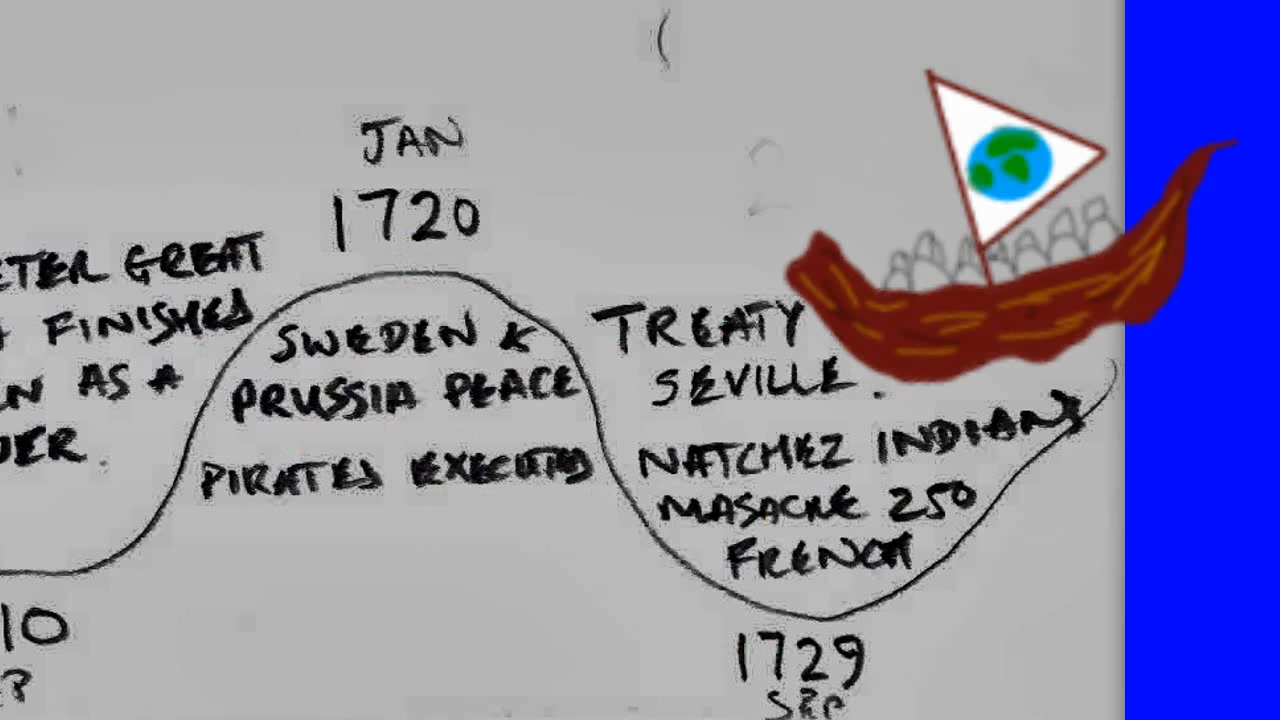 JAN
1720
ETER GREAT
FINISHED
N AS A
SWEDEN &
PRUSSIA PEACE
PIRATES EXECUTED
TREATY
SEVILLE.
NATCHEZ INDIANS
MASACRE 250
FRENCH
10
1729
SEP